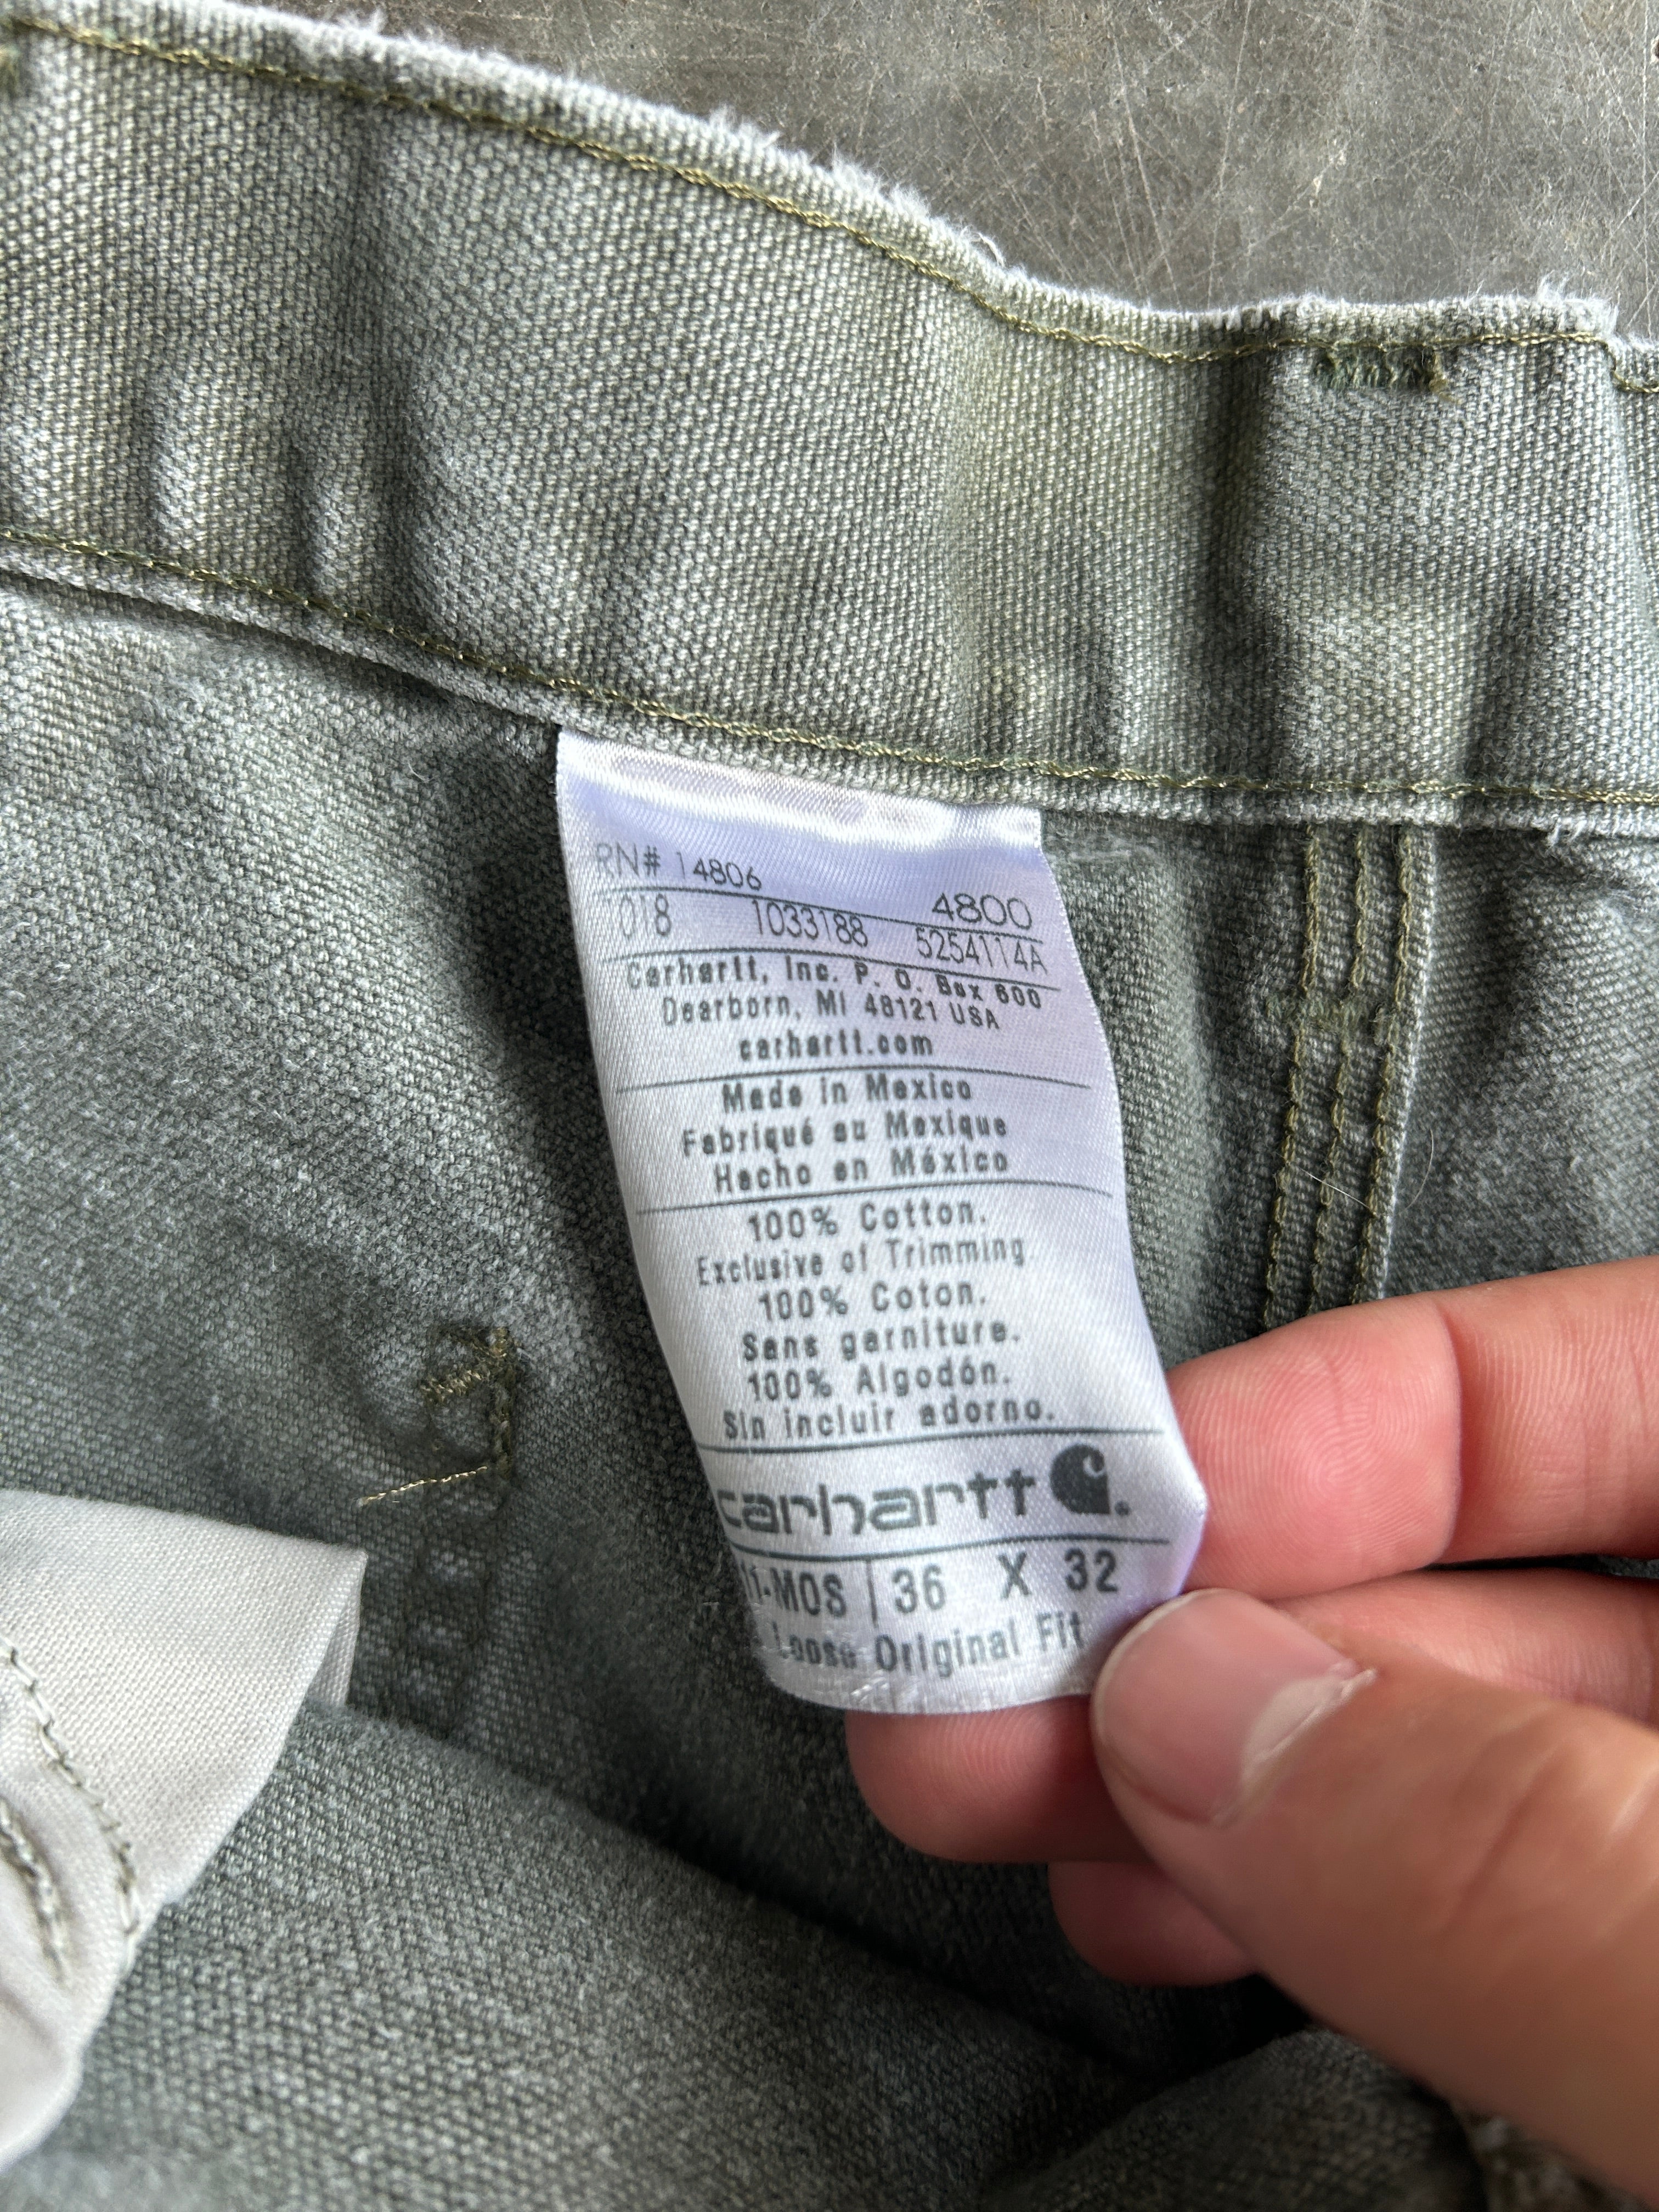 RN# 14806 4800
1018 1033188 5254114A
Carhartt, Inc. P. O. Box 600
Dearborn, MI 48121 USA
carhartt.com
Made in Mexico
Fabriqué au Mexique
Hecho en México
100% Cotton.
Exclusive of Trimming.
100% Coton.
Sans garniture.
100% Algodón.
Sin incluir adorno.
carhartt
MOS 36 X 32
Loose Original Fit